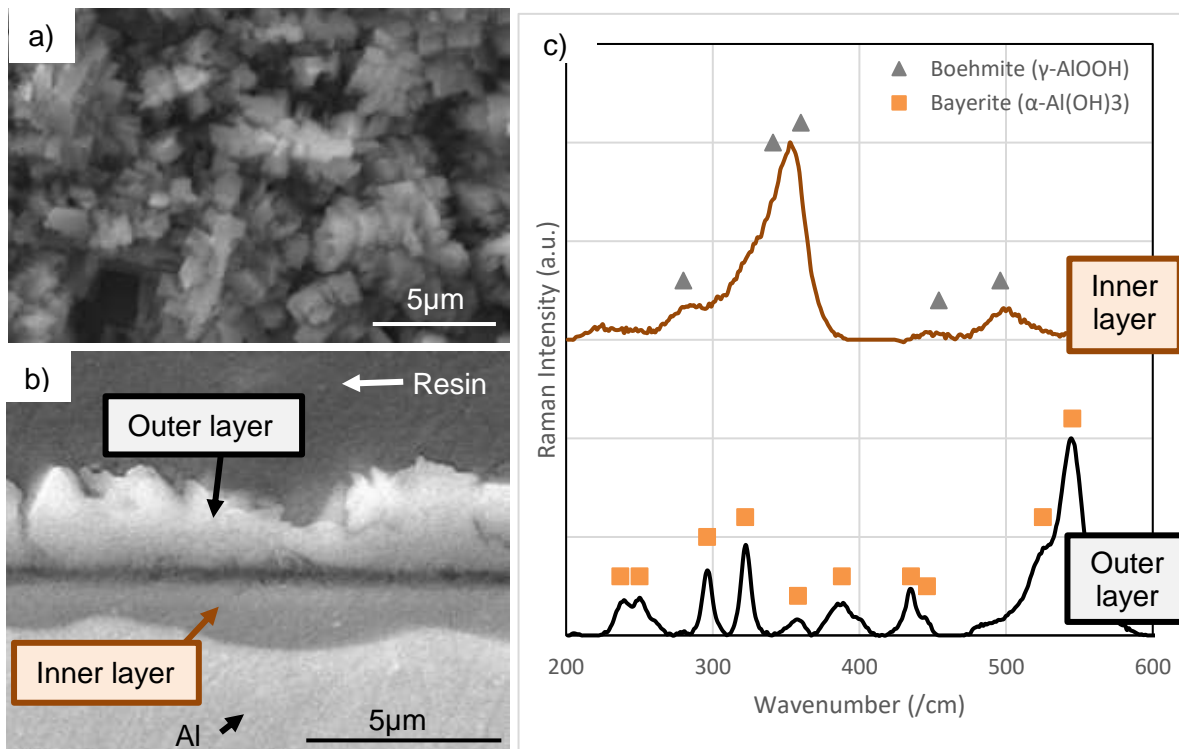 a)
5µm
b)
Resin
Outer layer
Inner layer
Al
5µm
c)
Boehmite (γ-AlOOH)
Bayerite (α-Al(OH)3)
Raman Intensity (a.u.)
Inner
layer
Outer
layer
200
300
400
500
600
Wavenumber (/cm)